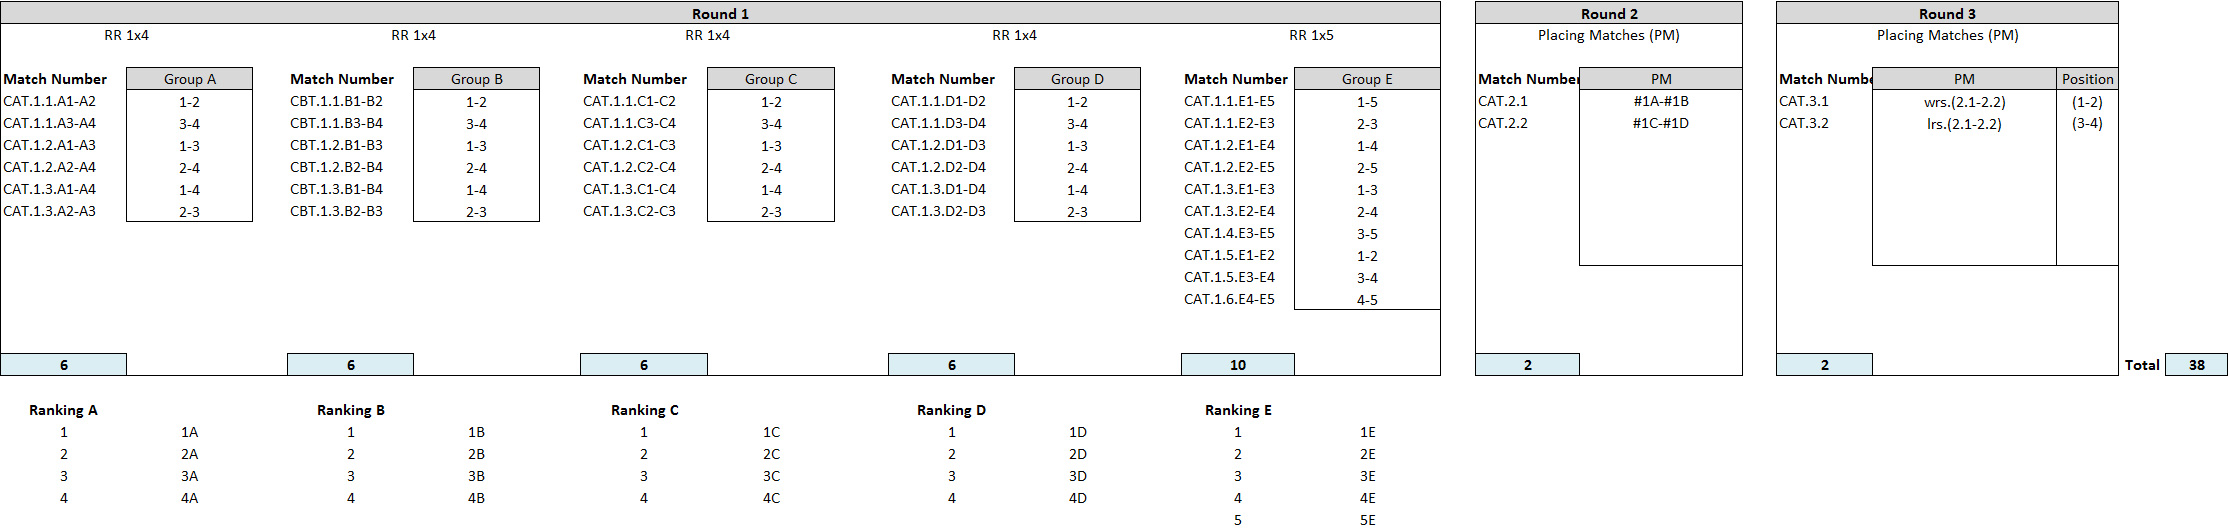 Round 1 Round 2 Round 3
RR 1x4 RR 1x4 RR 1x4 RR 1x4 RR 1x5 Placing Matches (PM) Placing Matches (PM)
Match Number Group A Match Number Group B Match Number Group C Match Number Group D Match Number Group E Match Number PM Match Numbe PM Position
CAT.1.1.A1-A2 1-2 CBT.1.1.B1-B2 1-2 CAT.1.1.C1-C2 1-2 CAT.1.1.D1-D2 1-2 CAT.1.1.E1-E5 1-5 CAT.2.1 #1A-#1B CAT.3.1 wrs.(2.1-2.2) (1-2)
CAT.1.1.A3-A4 3-4 CBT.1.1.B3-B4 3-4 CAT.1.1.C3-C4 3-4 CAT.1.1.D3-D4 3-4 CAT.1.1.E2-E3 2-3 CAT.2.2 #1C-#1D CAT.3.2 lrs.(2.1-2.2) (3-4)
CAT.1.2.A1-A3 1-3 CBT.1.2.B1-B3 1-3 CAT.1.2.C1-C3 1-3 CAT.1.2.D1-D3 1-3 CAT.1.2.E1-E4 1-4
CAT.1.2.A2-A4 2-4 CBT.1.2.B2-B4 2-4 CAT.1.2.C2-C4 2-4 CAT.1.2.D2-D4 2-4 CAT.1.2.E2-E5 2-5
CAT.1.3.A1-A4 1-4 CBT.1.3.B1-B4 1-4 CAT.1.3.C1-C4 1-4 CAT.1.3.D1-D4 1-4 CAT.1.3.E1-E3 1-3
CAT.1.3.A2-A3 2-3 CBT.1.3.B2-B3 2-3 CAT.1.3.C2-C3 2-3 CAT.1.3.D2-D3 2-3 CAT.1.3.E2-E4 2-4
CAT.1.4.E3-E5 3-5
CAT.1.5.E1-E2 1-2
CAT.1.5.E3-E4 3-4
CAT.1.6.E4-E5 4-5
6 6 6 6 10 2 2 Total 38
Ranking A Ranking B Ranking C Ranking D Ranking E
1 1A 1 1B 1 1C 1 1D 1 1E
2 2A 2 2B 2 2C 2 2D 2 2E
3 3A 3 3B 3 3C 3 3D 3 3E
4 4A 4 4B 4 4C 4 4D 4 4E
5 5E